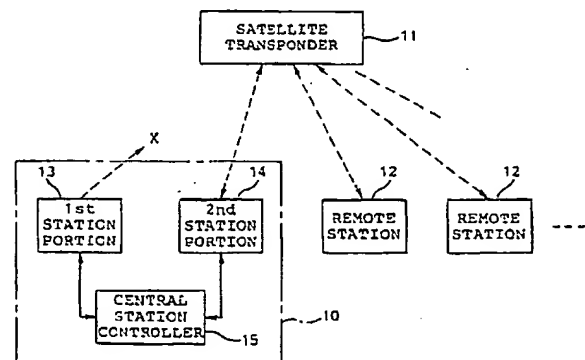 SATELLITE
TRANSPONDER
11
X
13
14
12
12
1st
STATION
PORTION
2nd
STATION
PORTION
REMOTE
STATION
REMOTE
STATION
CENTRAL
STATION
CONTROLLER
15
10